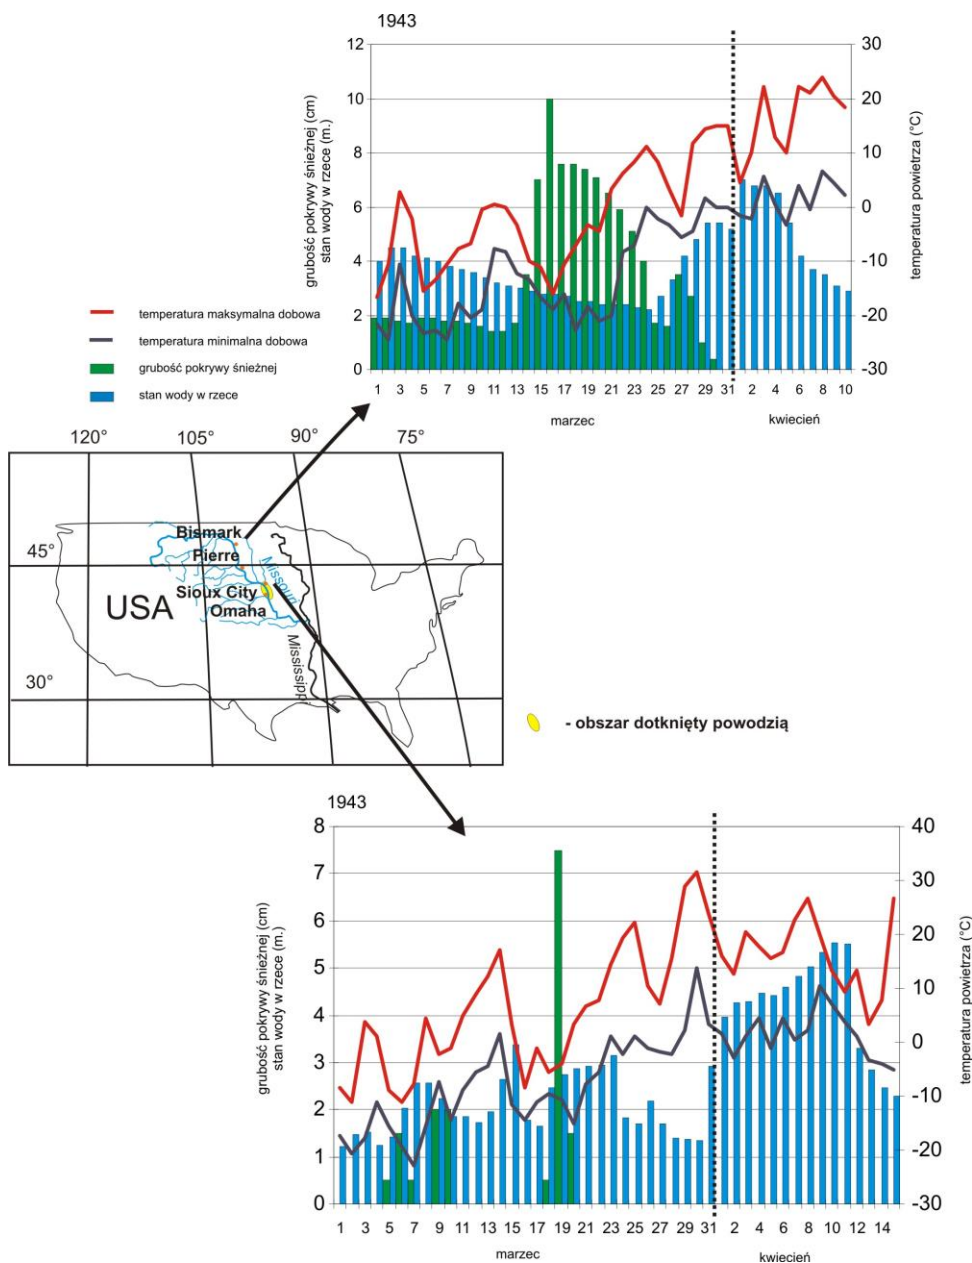 1943
grubość pokrywy śnieżnej (cm)
stan wody w rzece (m.)
12
10
8
6
4
2
0
30
20
10
0
-10
-20
-30
temperatura powietrza (°C)
1 3 5 7 9 11 13 15 17 19 21 23 25 27 29 31 2 4 6 8 10
marzec kwiecień
temperatura maksymalna dobowa
temperatura minimalna dobowa
grubość pokrywy śnieżnej
stan wody w rzece
120° 105° 90° 75°
45°
30°
Bismark
Pierre
Missouri
Sioux City
USA
Omaha
Mississippi
- obszar dotknięty powodzią
1943
grubość pokrywy śnieżnej (cm)
stan wody w rzece (m.)
8
7
6
5
4
3
2
1
0
40
30
20
10
0
-10
-20
-30
temperatura powietrza (°C)
1 3 5 7 9 11 13 15 17 19 21 23 25 27 29 31 2 4 6 8 10 12 14
marzec kwiecień